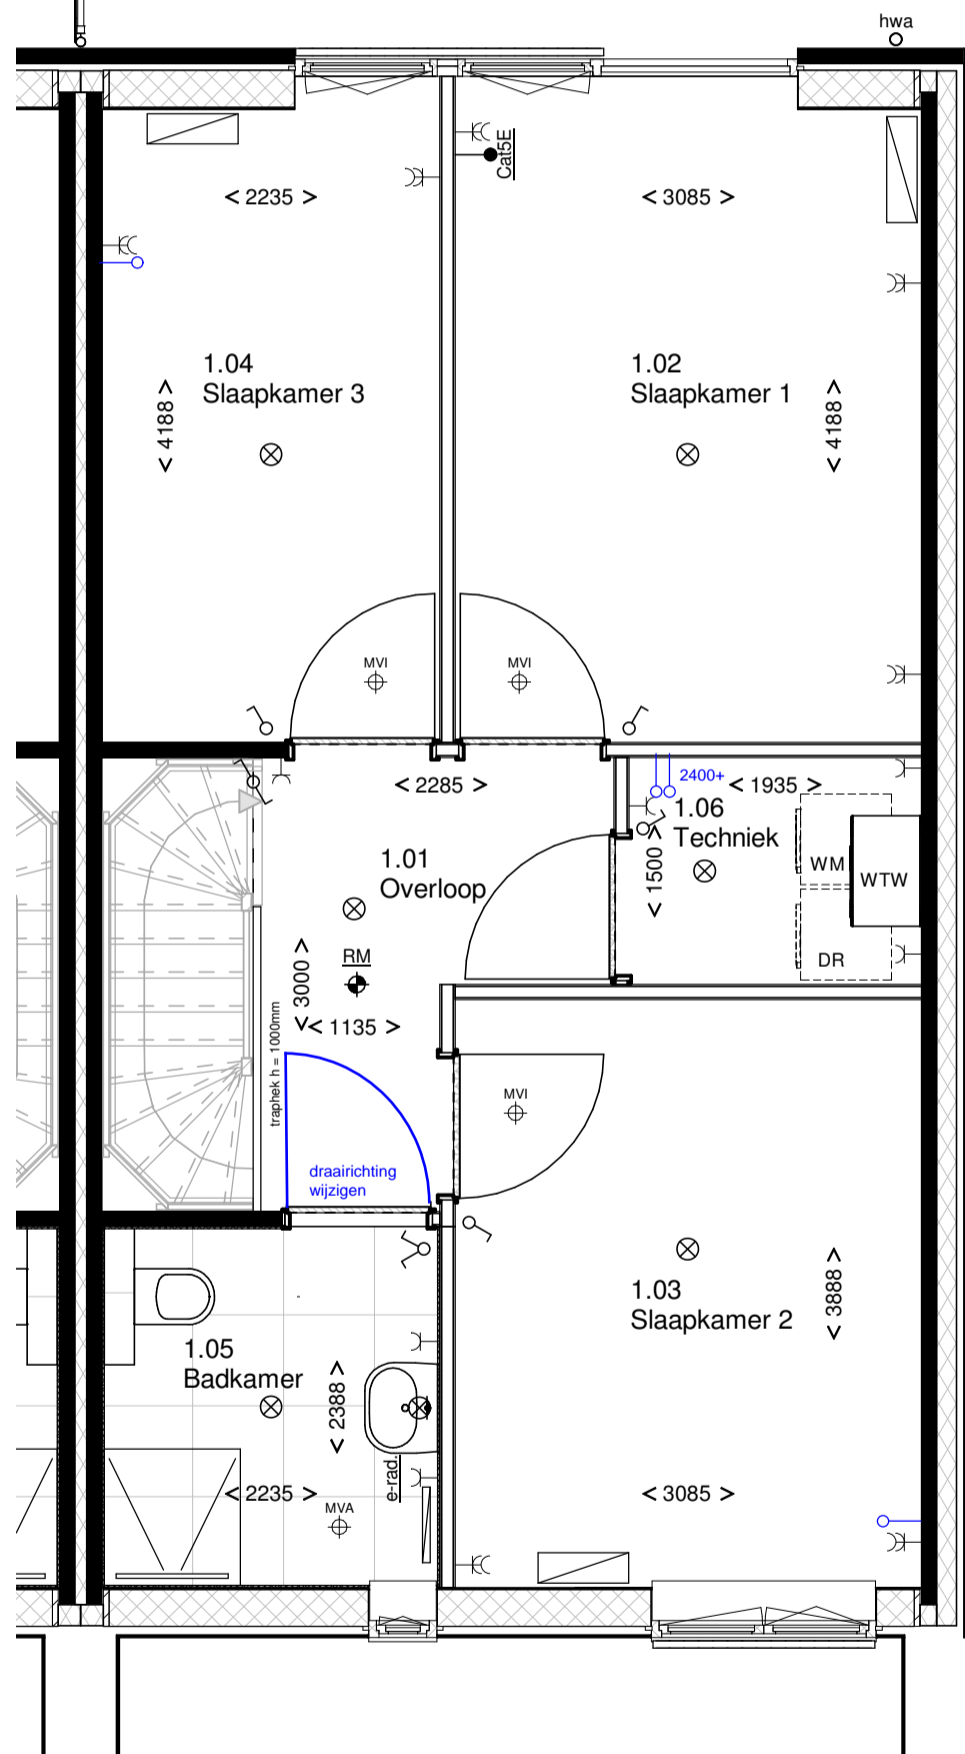 hwa
Cat5E
< 2235 >
< 3085 >
1.04
Slaapkamer 3
1.02
Slaapkamer 1
< 4188 >
< 4188 >
MVI
MVI
< 2285 >
2400+
< 1935 >
1.06
Techniek
1.01
Overloop
< 1500 >
WM
WTW
RM
DR
< 3000 >
< 1135 >
traphek h = 1000mm
MVI
draairichting
wijzigen
1.03
Slaapkamer 2
< 3888 >
1.05
Badkamer
< 2388 >
e-rad.
< 2235 >
MVA
< 3085 >